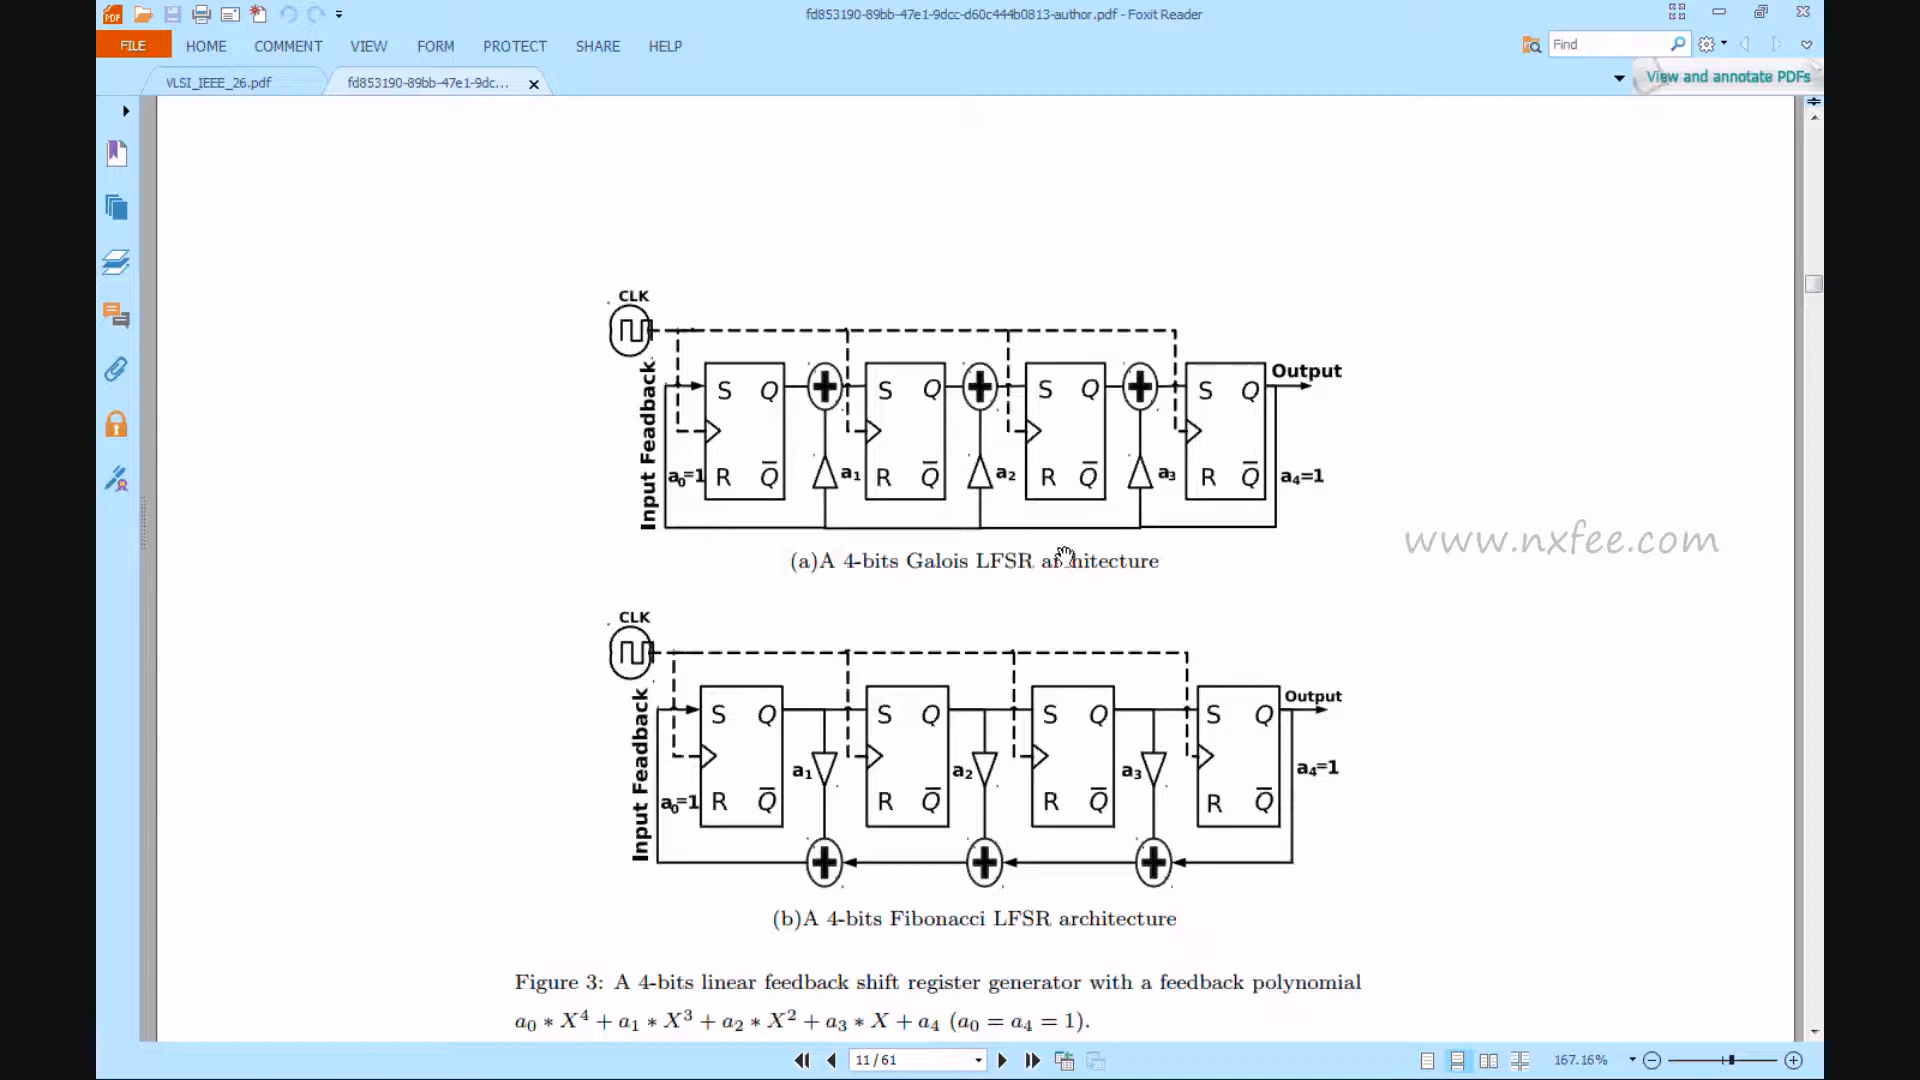 fd853190-89bb-47e1-9dcc-d60c444b0813-author.pdf - Foxit Reader
FILE HOME COMMENT VIEW FORM PROTECT SHARE HELP
Find
VLSI_IEEE_26.pdf fd853190-89bb-47e1-9dc...
View and annotate PDFs
CLK
Input Feadback
S Q S Q S Q S Q Output
a0=1 R Q̅ a1 R Q̅ a2 R Q̅ a3 R Q̅ a4=1
(a)A 4-bits Galois LFSR architecture
www.nxfee.com
CLK
Input Feadback
S Q S Q S Q S Q Output
a0=1 R Q̅ a1 R Q̅ a2 R Q̅ a3 R Q̅ a4=1
(b)A 4-bits Fibonacci LFSR architecture
Figure 3: A 4-bits linear feedback shift register generator with a feedback polynomial
a0 ∗ X⁴ + a1 ∗ X³ + a2 ∗ X² + a3 ∗ X + a4 (a0 = a4 = 1).
11 / 61
167.16%